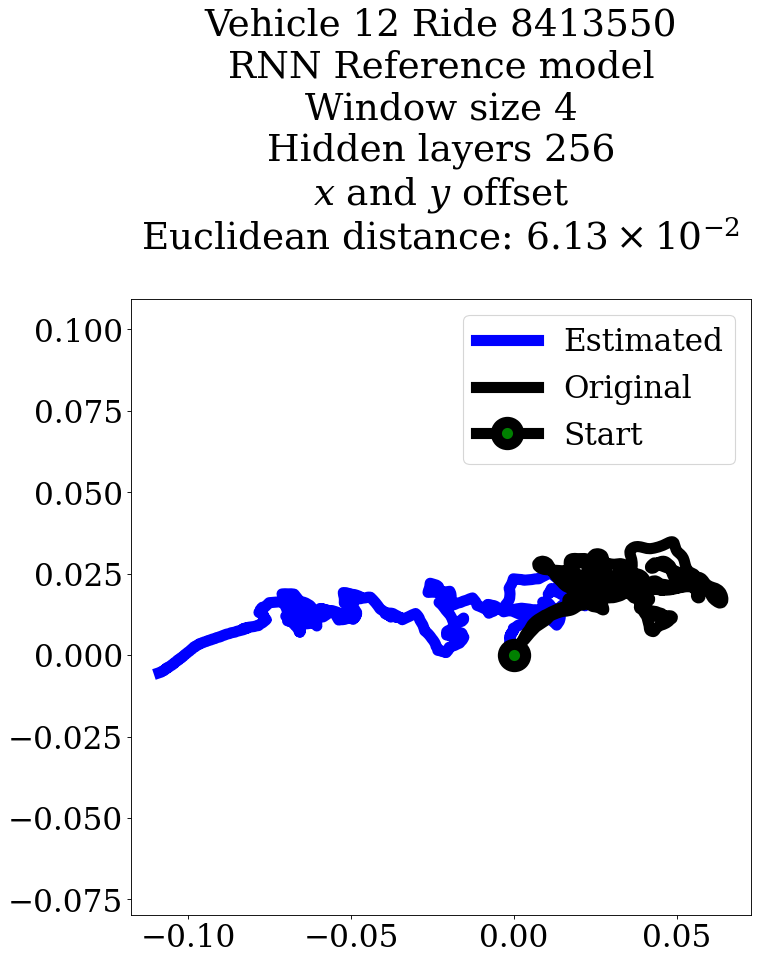 Vehicle 12 Ride 8413550
RNN Reference model
Window size 4
Hidden layers 256
x and y offset
Euclidean distance: 6.13 × 10⁻²
Estimated
Original
Start
0.100
0.075
0.050
0.025
0.000
−0.025
−0.050
−0.075
−0.10
−0.05
0.00
0.05